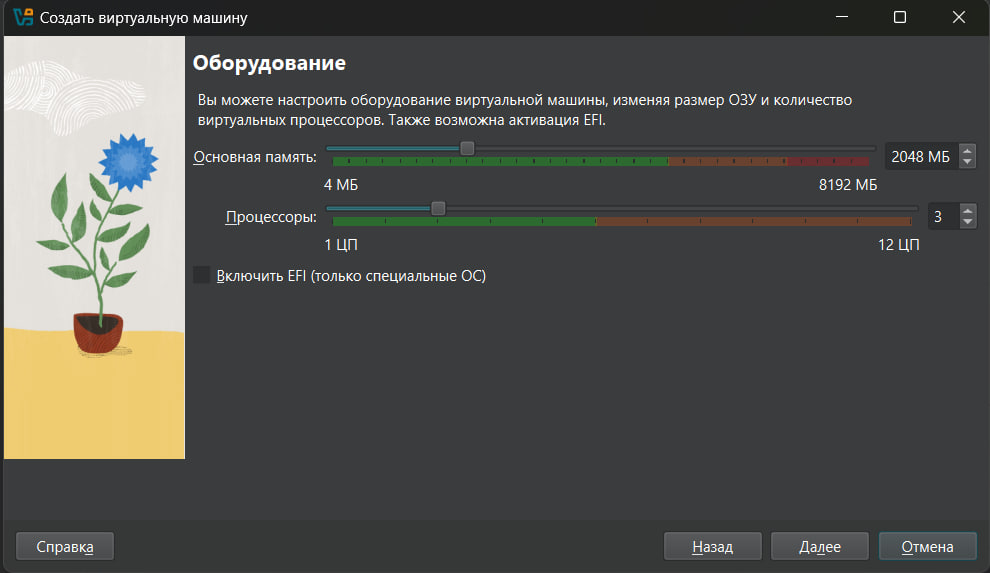 Создать виртуальную машину
Оборудование
Вы можете настроить оборудование виртуальной машины, изменяя размер ОЗУ и количество
виртуальных процессоров. Также возможна активация EFI.
Основная память: 2048 МБ
4 МБ 8192 МБ
Процессоры: 3
1 ЦП 12 ЦП
Включить EFI (только специальные ОС)
Справка Назад Далее Отмена